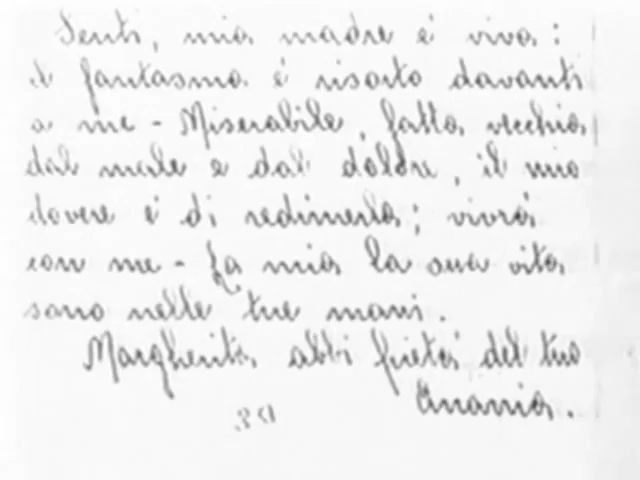 Senti, mia madre è viva:
il fantasma è risorto davanti
a me - Miserabile, fatta vecchia
dal male e dal dolore, il mio
dovere è di redimerla; vivrà
con me - La mia la sua vita
sono nelle tue mani.
Margherita abbi pietà del tuo
Anania.